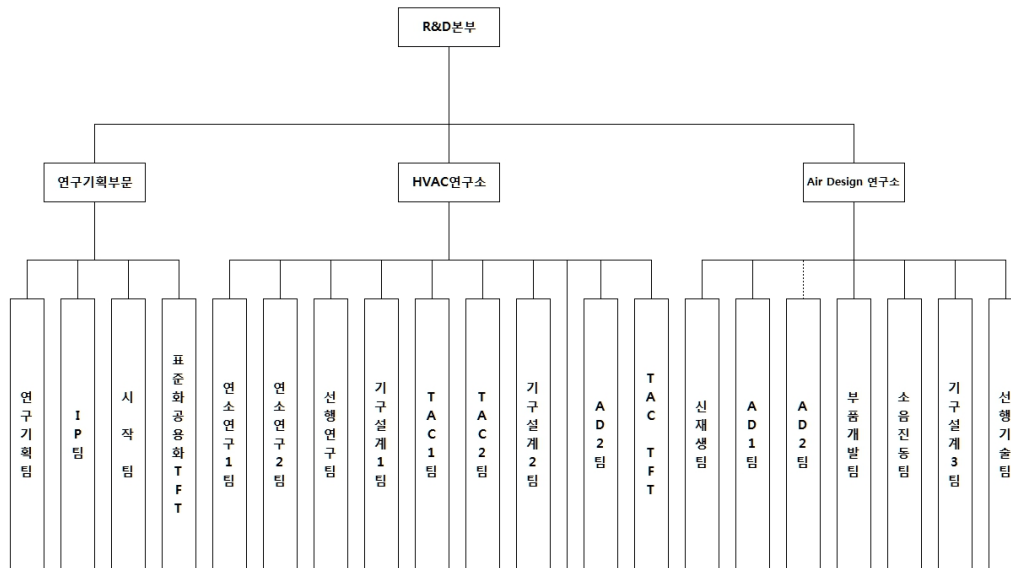 R&D본부
연구기획부문
HVAC연구소
Air Design 연구소
연구기획팀
IP팀
시 작 팀
표준화공용화TFT
연소연구1팀
연소연구2팀
선행연구팀
기구설계1팀
TAC1팀
TAC2팀
기구설계2팀
AD2팀
TAC TFT
신재생팀
AD1팀
AD2팀
부품개발팀
소음진동팀
기구설계3팀
선행기술팀